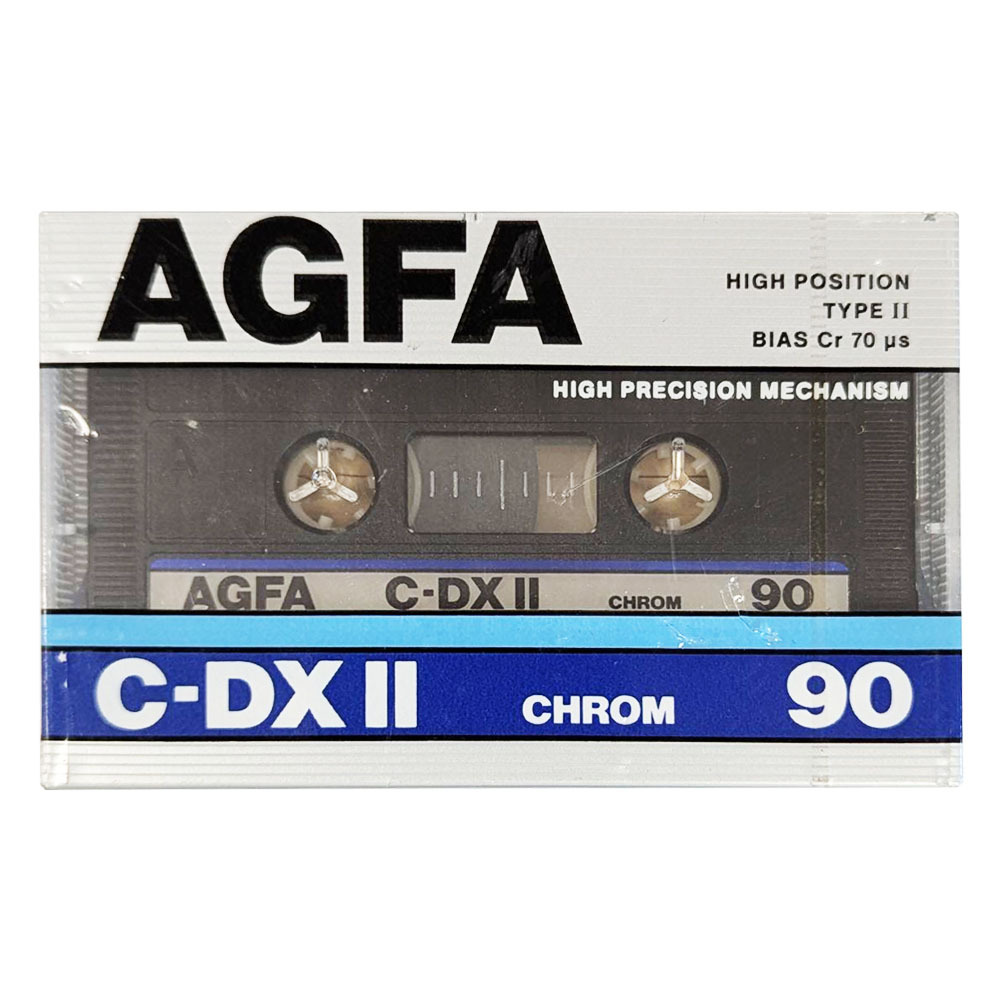 AGFA
HIGH POSITION
TYPE II
BIAS Cr 70 µs
HIGH PRECISION MECHANISM
A
AGFA C-DX II CHROM 90
C-DX II CHROM 90